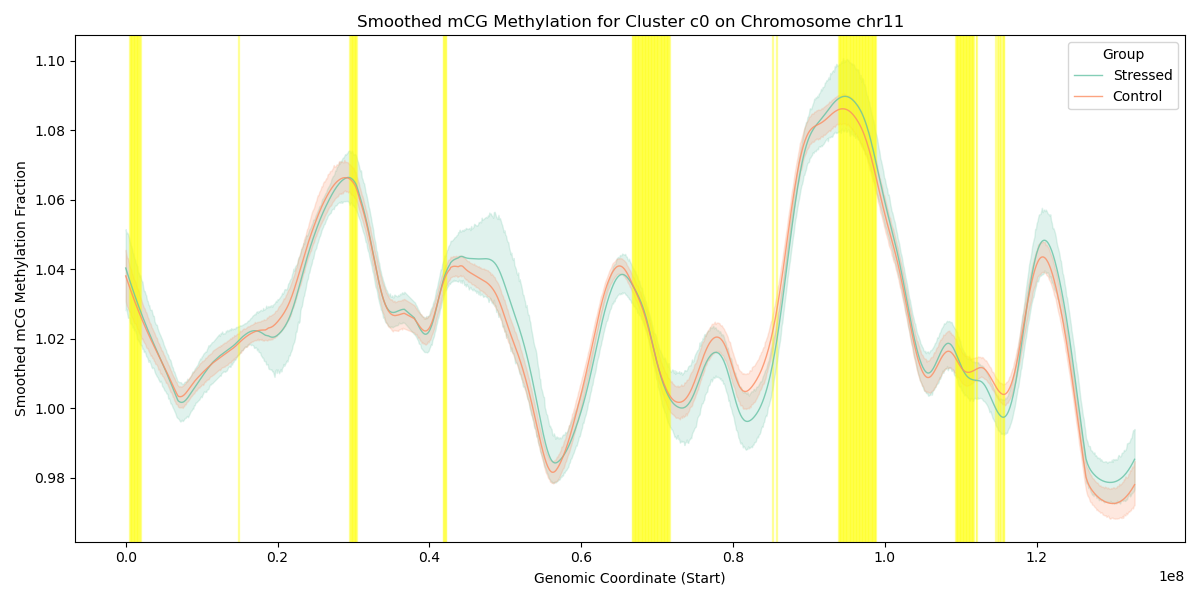 Smoothed mCG Methylation for Cluster c0 on Chromosome chr11
Group
Stressed
Control
Smoothed mCG Methylation Fraction
1.10
1.08
1.06
1.04
1.02
1.00
0.98
0.0
0.2
0.4
0.6
0.8
1.0
1.2
1e8
Genomic Coordinate (Start)